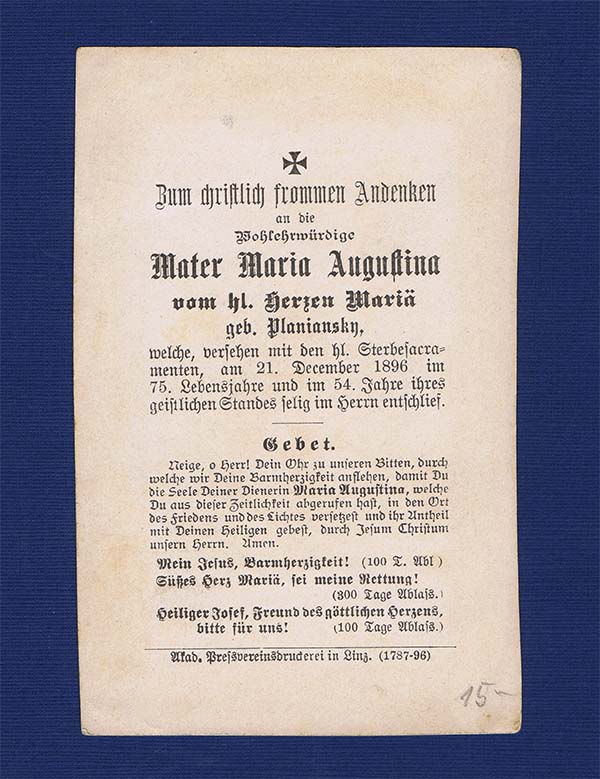 ✠
Zum christlich frommen Andenken
an die
Wohlehrwürdige
Mater Maria Augustina
vom hl. Herzen Mariä
geb. Planiansky,
welche, versehen mit den hl. Sterbesacra-
menten, am 21. December 1896 im
75. Lebensjahre und im 54. Jahre ihres
geistlichen Standes selig im Herrn entschlief.
Gebet.
Neige, o Herr! Dein Ohr zu unseren Bitten, durch
welche wir Deine Barmherzigkeit anflehen, damit Du
die Seele Deiner Dienerin Maria Augustina, welche
Du aus dieser Zeitlichkeit abgerufen hast, in den Ort
des Friedens und des Lichtes versetzest und ihr Antheil
mit Deinen Heiligen gebest, durch Jesum Christum
unsern Herrn. Amen.
Mein Jesus, Barmherzigkeit! (100 T. Abl )
Süßes Herz Mariä, sei meine Rettung!
(300 Tage Ablass.)
Heiliger Josef, Freund des göttlichen Herzens,
bitte für uns! (100 Tage Ablass.)
Akad. Pressvereinsdruckerei in Linz. (1787-96)
15-